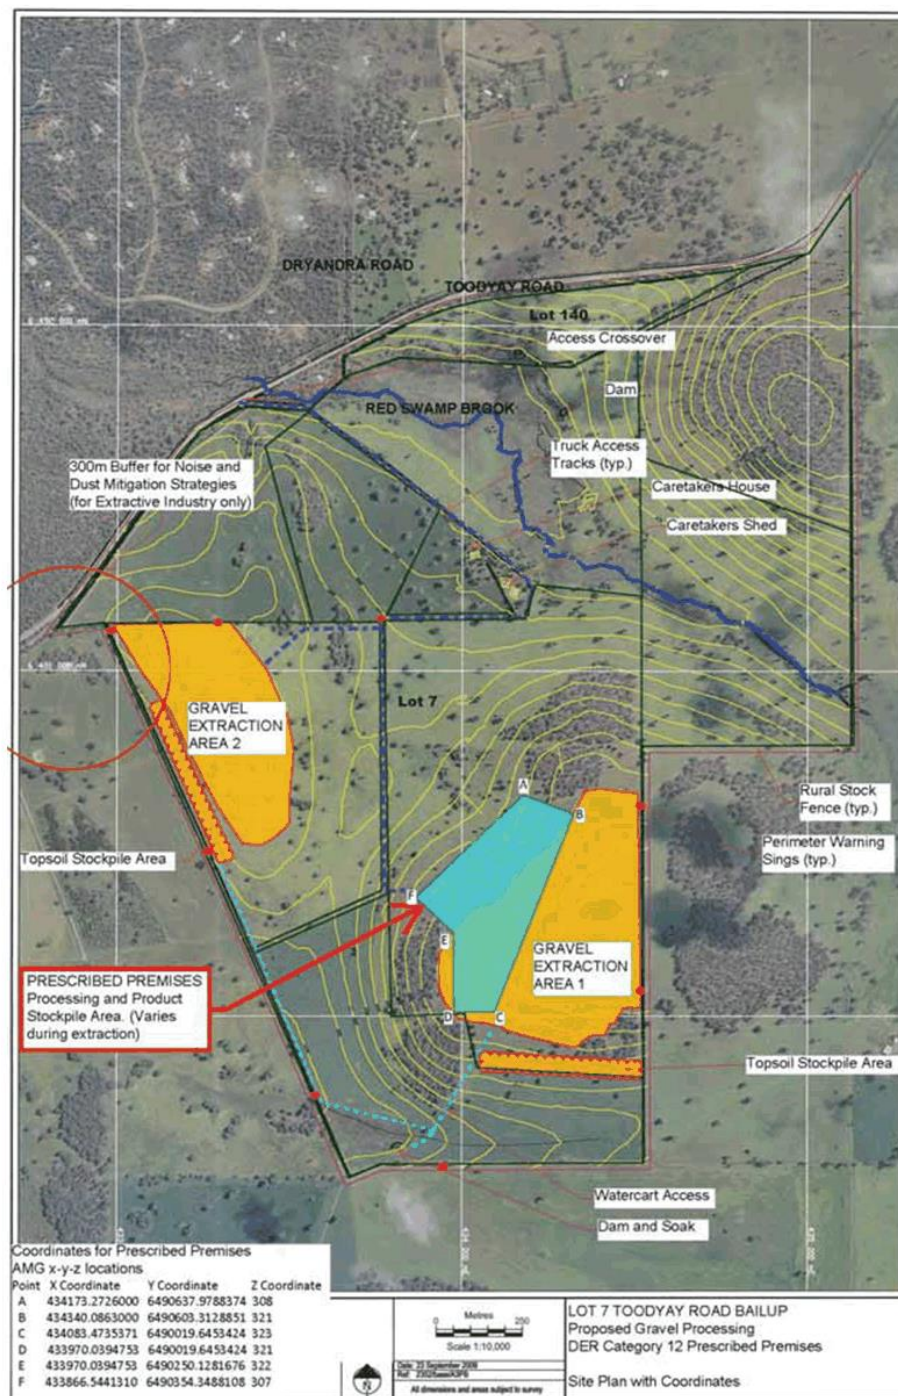 DRYANDRA ROAD
TOODYAY ROAD
Lot 140
Access Crossover
Dam
RED SWAMP BROOK
Truck Access
Tracks (typ.)
300m Buffer for Noise and
Dust Mitigation Strategies
(for Extractive Industry only)
Caretakers House
Caretakers Shed
Lot 7
GRAVEL
EXTRACTION
AREA 2
A
B
Rural Stock
Fence (typ.)
Perimeter Warning
Sings (typ.)
Topsoil Stockpile Area
F
E
GRAVEL
EXTRACTION
AREA 1
PRESCRIBED PREMISES
Processing and Product
Stockpile Area. (Varies
during extraction)
D
C
Topsoil Stockpile Area
Watercart Access
Dam and Soak
Coordinates for Prescribed Premises
AMG x-y-z locations
Point X Coordinate Y Coordinate Z Coordinate
A 434173.2726000 6490637.9788374 308
B 434340.0863000 6490603.3128851 321
C 434083.4735371 6490019.6453424 323
D 433970.0394753 6490019.6453424 321
E 433970.0394753 6490250.1281676 322
F 433866.5441310 6490354.3488108 307
N
Metres
0 250
Scale 1:10,000
Date: 23 September 2009
All dimensions and areas subject to survey
LOT 7 TOODYAY ROAD BAILUP
Proposed Gravel Processing
DER Category 12 Prescribed Premises
Site Plan with Coordinates